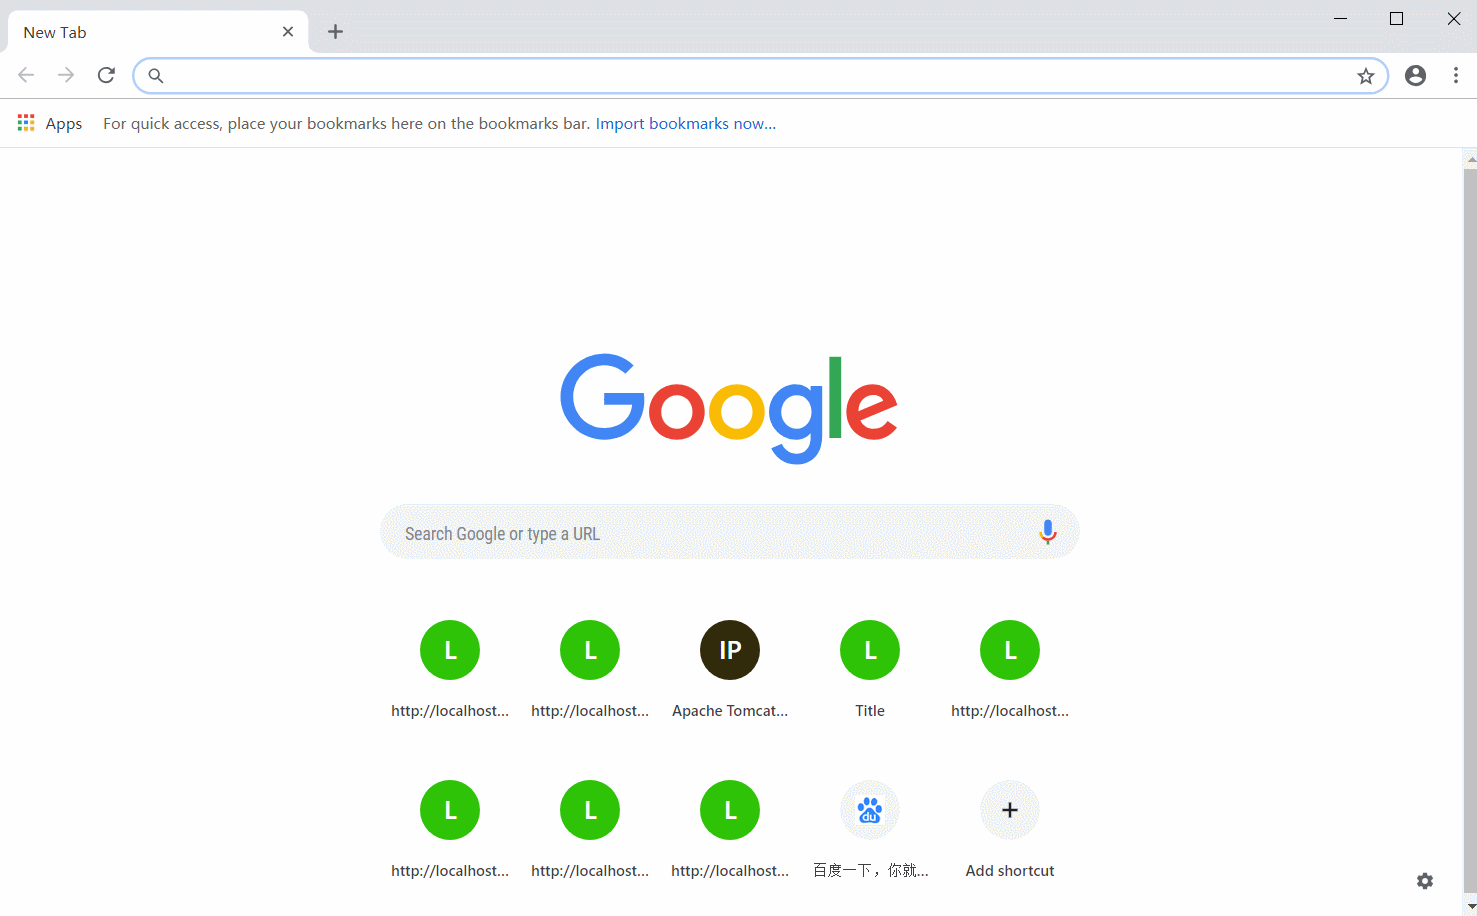 New Tab
Apps For quick access, place your bookmarks here on the bookmarks bar. Import bookmarks now...
Google
Search Google or type a URL
L L IP L L
http://localhost... http://localhost... Apache Tomcat... Title http://localhost...
L L L du
http://localhost... http://localhost... http://localhost... 百度一下，你就... Add shortcut